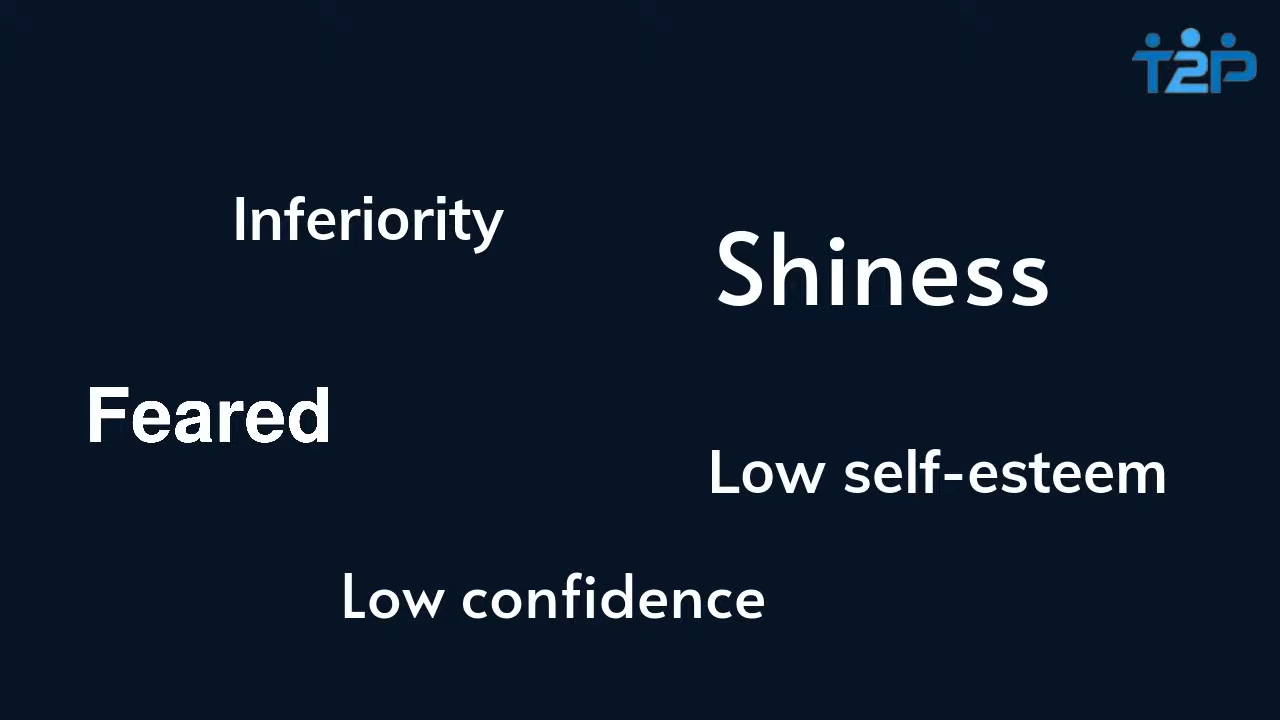 T2P
Inferiority
Shiness
Feared
Low self-esteem
Low confidence